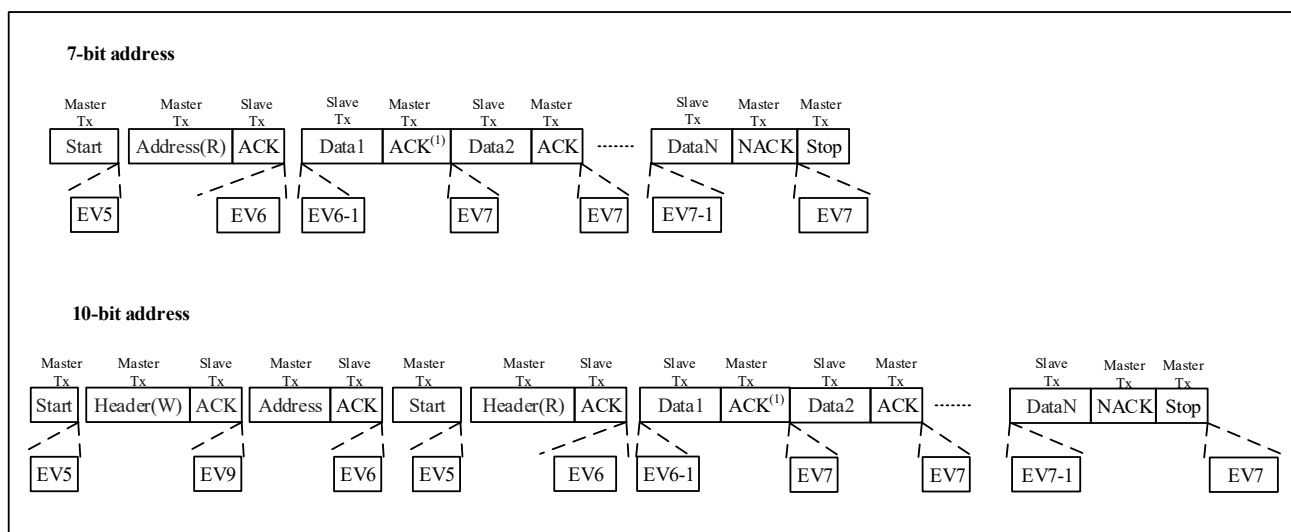 7-bit address
Master Tx Master Tx Slave Tx Slave Tx Master Tx Slave Tx Master Tx Slave Tx Master Tx Master Tx
Start Address(R) ACK Data1 ACK(1) Data2 ACK ........ DataN NACK Stop
EV5 EV6 EV6-1 EV7 EV7 EV7-1 EV7
10-bit address
Master Tx Master Tx Slave Tx Master Tx Slave Tx Master Tx Master Tx Slave Tx Slave Tx Master Tx Slave Tx Master Tx Slave Tx Master Tx Master Tx
Start Header(W) ACK Address ACK Start Header(R) ACK Data1 ACK(1) Data2 ACK ........ DataN NACK Stop
EV5 EV9 EV6 EV5 EV6 EV6-1 EV7 EV7 EV7-1 EV7